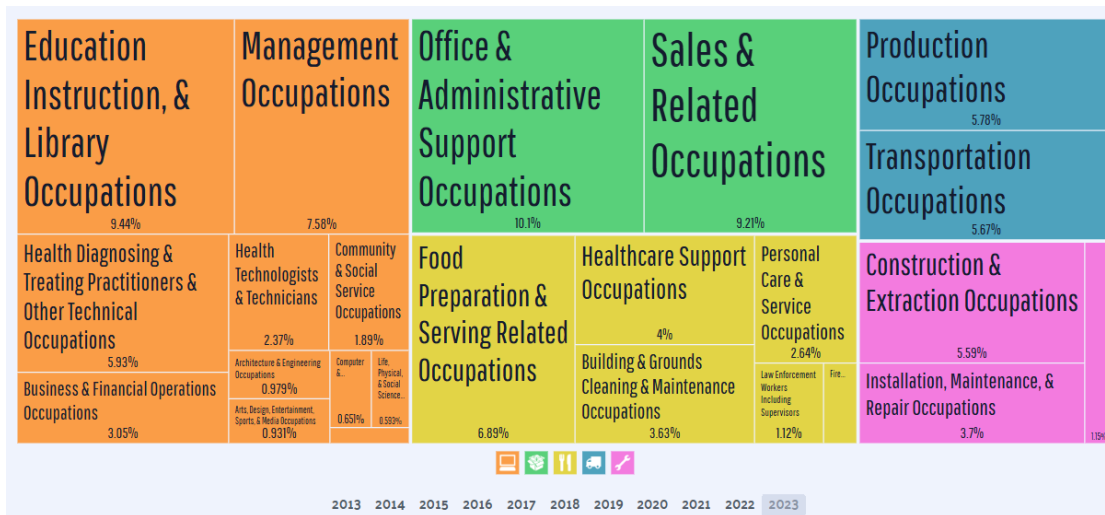 Education
Instruction, &
Library
Occupations
9.44%
Management
Occupations
7.58%
Office &
Administrative
Support
Occupations
10.1%
Sales &
Related
Occupations
9.21%
Production
Occupations
5.78%
Transportation
Occupations
5.67%
Health Diagnosing &
Treating Practitioners &
Other Technical
Occupations
5.93%
Health
Technologists
& Technicians
2.37%
Community
& Social
Service
Occupations
1.89%
Business & Financial Operations
Occupations
3.05%
Architecture & Engineering
Occupations
0.979%
Arts, Design, Entertainment,
Sports, & Media Occupations
0.931%
Computer
&...
0.651%
Life,
Physical,
& Social
Science...
0.593%
Food
Preparation &
Serving Related
Occupations
6.89%
Healthcare Support
Occupations
4%
Building & Grounds
Cleaning & Maintenance
Occupations
3.63%
Personal
Care &
Service
Occupations
2.64%
Law Enforcement
Workers
Including
Supervisors
1.12%
Fire...
Construction &
Extraction Occupations
5.59%
Installation, Maintenance, &
Repair Occupations
3.7%
2013 2014 2015 2016 2017 2018 2019 2020 2021 2022 2023